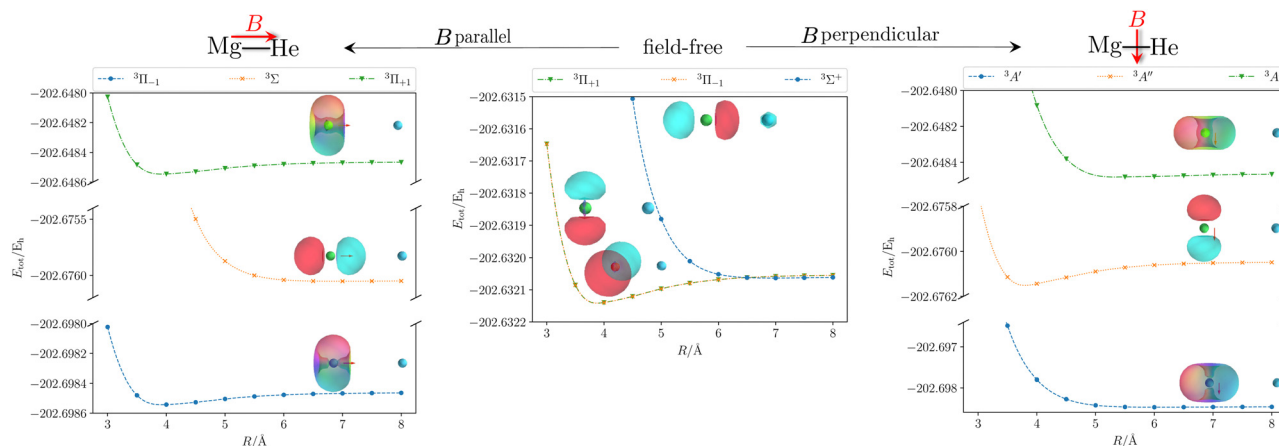 B
Mg—He
B parallel
field-free
B perpendicular
B
Mg He
³Π₋₁ ³Σ ³Π₊₁
−202.6480
−202.6482
−202.6484
−202.6486
−202.6755
−202.6760
−202.6980
−202.6984
−202.6986
E_tot/E_h
3 4 5 6 7 8
R/Å
³Π₊₁ ³Π₋₁ ³Σ⁺
−202.6315
−202.6316
−202.6317
−202.6318
−202.6319
−202.6320
−202.6321
−202.6322
E_tot/E_h
3 4 5 6 7 8
R/Å
³A′ ³A″ ³A
−202.6480
−202.6482
−202.6484
−202.6758
−202.6760
−202.6762
−202.697
−202.698
E_tot/E_h
3 4 5 6 7 8
R/Å